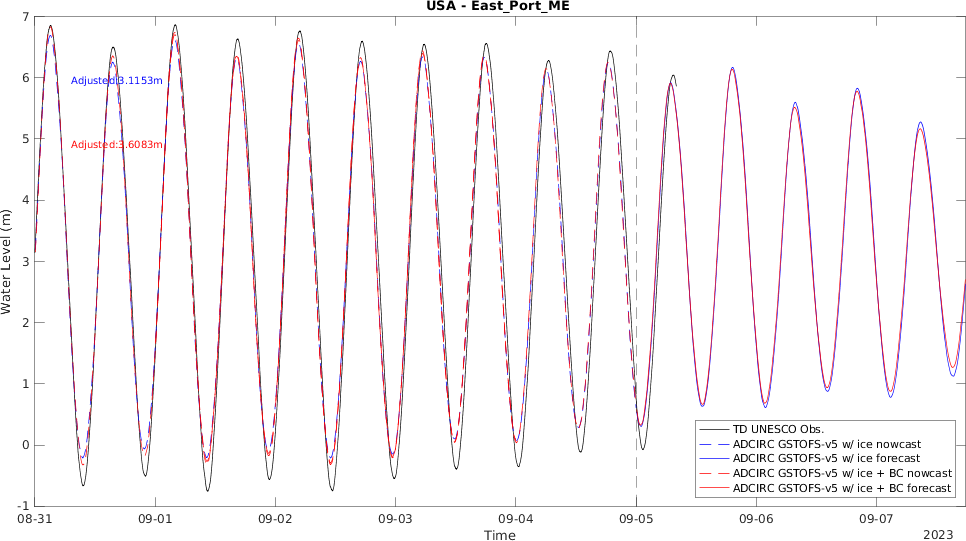 USA - East_Port_ME
7
6
5
4
3
2
1
0
-1
Water Level (m)
Adjusted:3.1153m
Adjusted:3.6083m
TD UNESCO Obs.
ADCIRC GSTOFS-v5 w/ ice nowcast
ADCIRC GSTOFS-v5 w/ ice forecast
ADCIRC GSTOFS-v5 w/ ice + BC nowcast
ADCIRC GSTOFS-v5 w/ ice + BC forecast
08-31 09-01 09-02 09-03 09-04 09-05 09-06 09-07
Time
2023